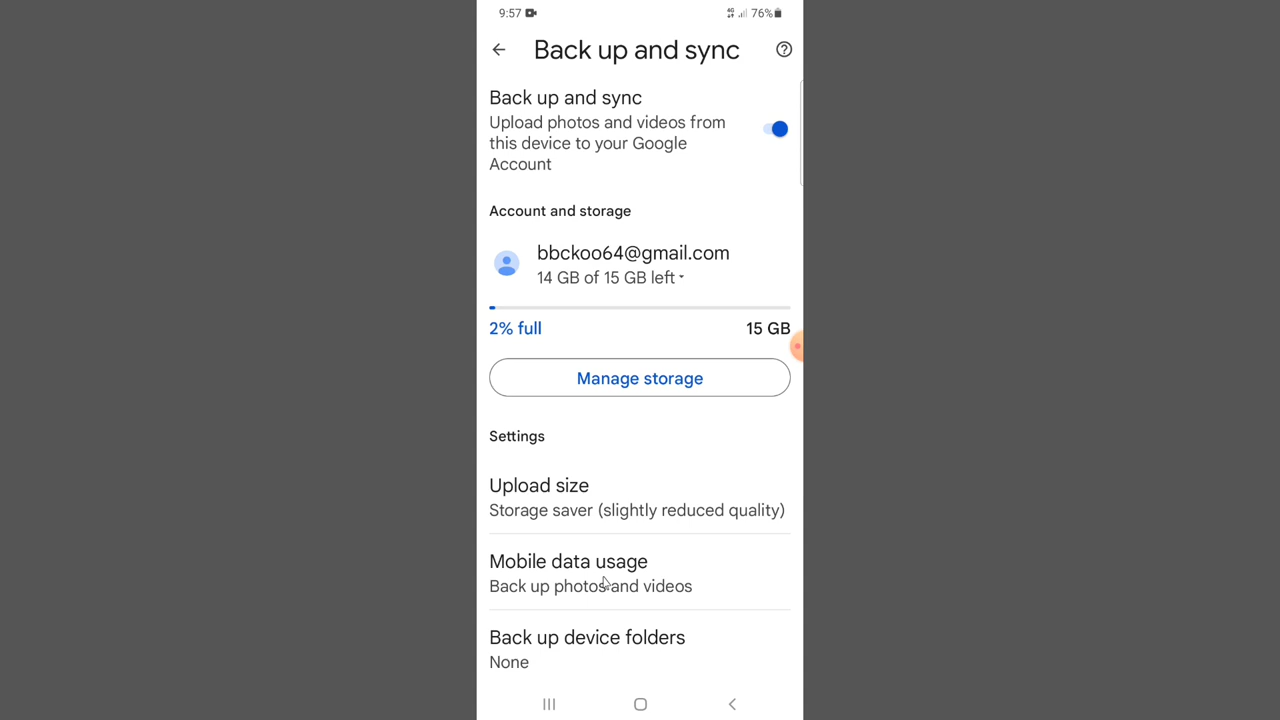 9:57
4G 76%
Back up and sync
Back up and sync
Upload photos and videos from
this device to your Google
Account
Account and storage
bbckoo64@gmail.com
14 GB of 15 GB left
2% full 15 GB
Manage storage
Settings
Upload size
Storage saver (slightly reduced quality)
Mobile data usage
Back up photos and videos
Back up device folders
None